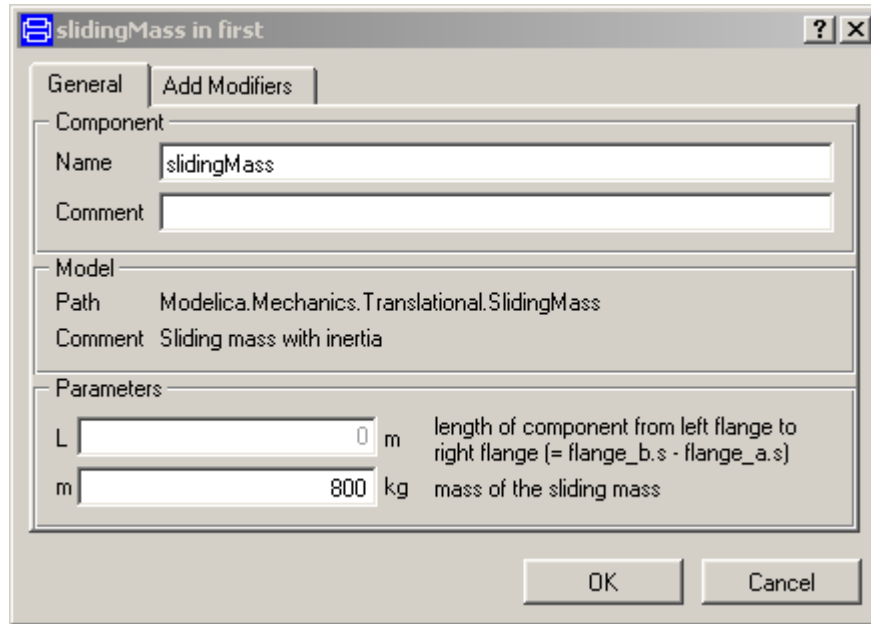 slidingMass in first
General Add Modifiers
Component
Name slidingMass
Comment
Model
Path Modelica.Mechanics.Translational.SlidingMass
Comment Sliding mass with inertia
Parameters
L 0 m length of component from left flange to
right flange (= flange_b.s - flange_a.s)
m 800 kg mass of the sliding mass
OK Cancel